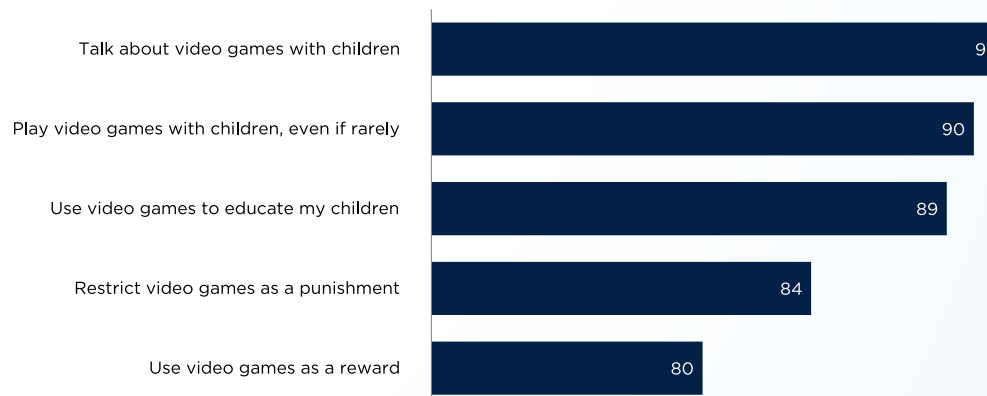 Talk about video games with children
Play video games with children, even if rarely 90
Use video games to educate my children 89
Restrict video games as a punishment 84
Use video games as a reward 80